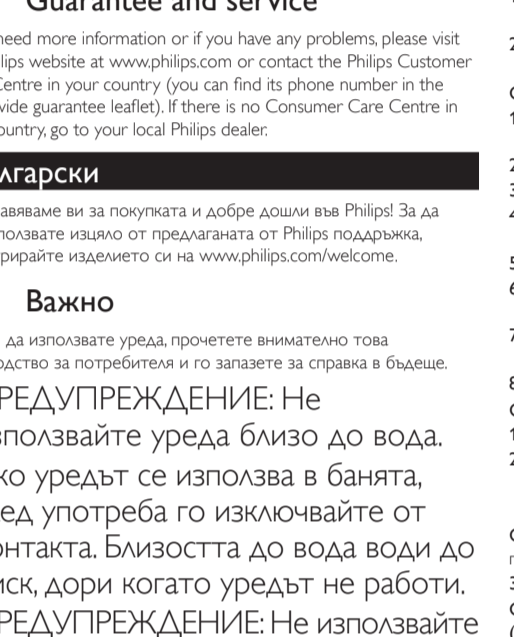 Guarantee and service
need more information or if you have any problems, please visit
lips website at www.philips.com or contact the Philips Customer
Centre in your country (you can find its phone number in the
wide guarantee leaflet). If there is no Consumer Care Centre in
ountry, go to your local Philips dealer.
лгарски
авяваме ви за покупката и добре дошли във Philips! За да
ползвате изцяло от предлаганата от Philips поддръжка,
трирайте изделието си на www.philips.com/welcome.
Важно
да използвате уреда, прочетете внимателно това
одство за потребителя и го запазете за справка в бъдеще.
РЕДУПРЕЖДЕНИЕ: Не
зползвайте уреда близо до вода.
ко уредът се използва в банята,
ед употреба го изключвайте от
онтакта. Близостта до вода води до
иск, дори когато уредът не работи.
РЕДУПРЕЖДЕНИЕ: Не използвайте